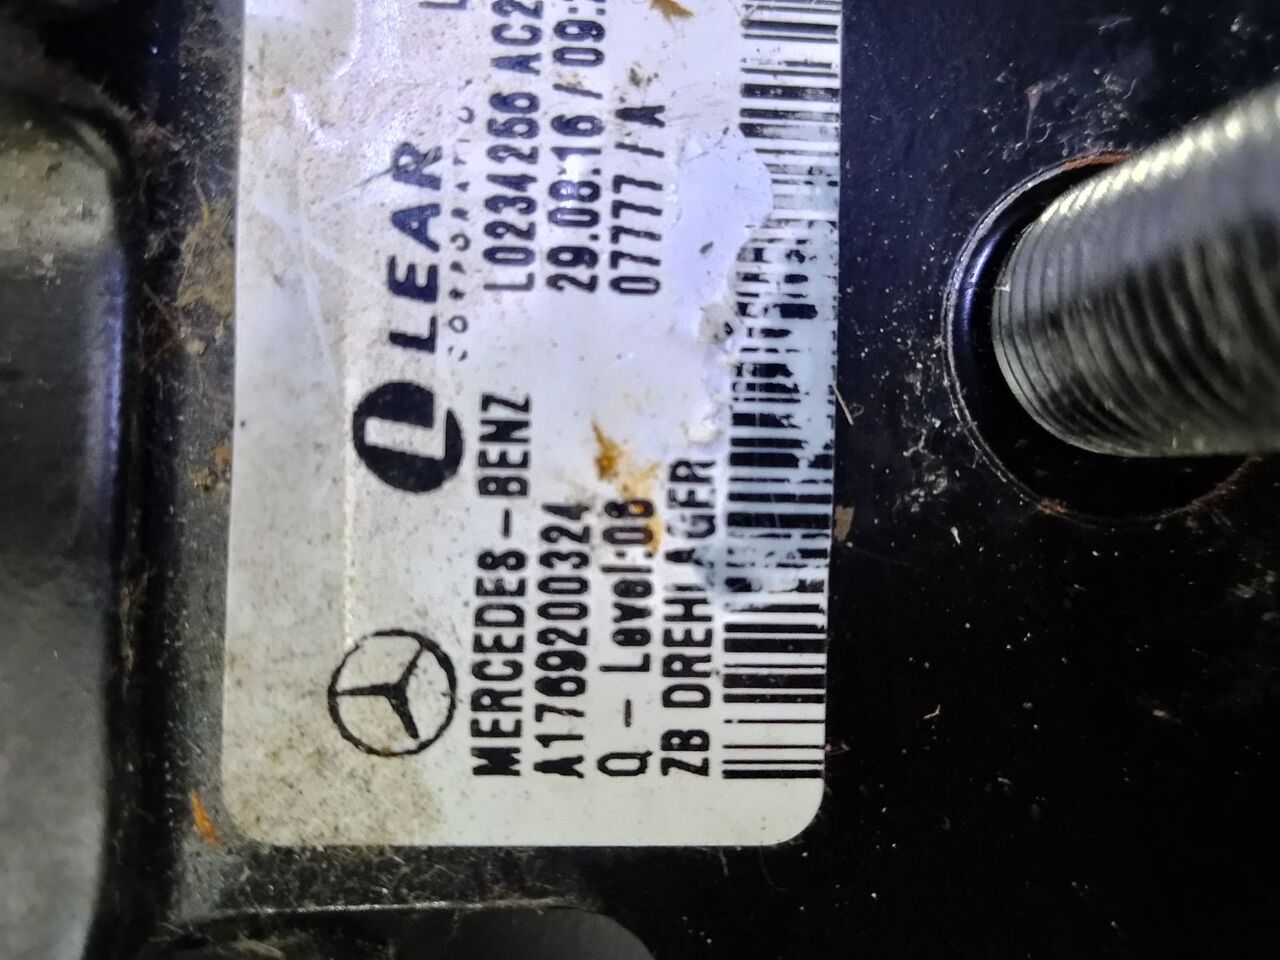 LEAR
CORPORATION
MERCEDES-BENZ
L0234256 AC2
A1769200324
29.08.16 / 09:
Q - Level:08
07777 / A
ZB DREHLAGER